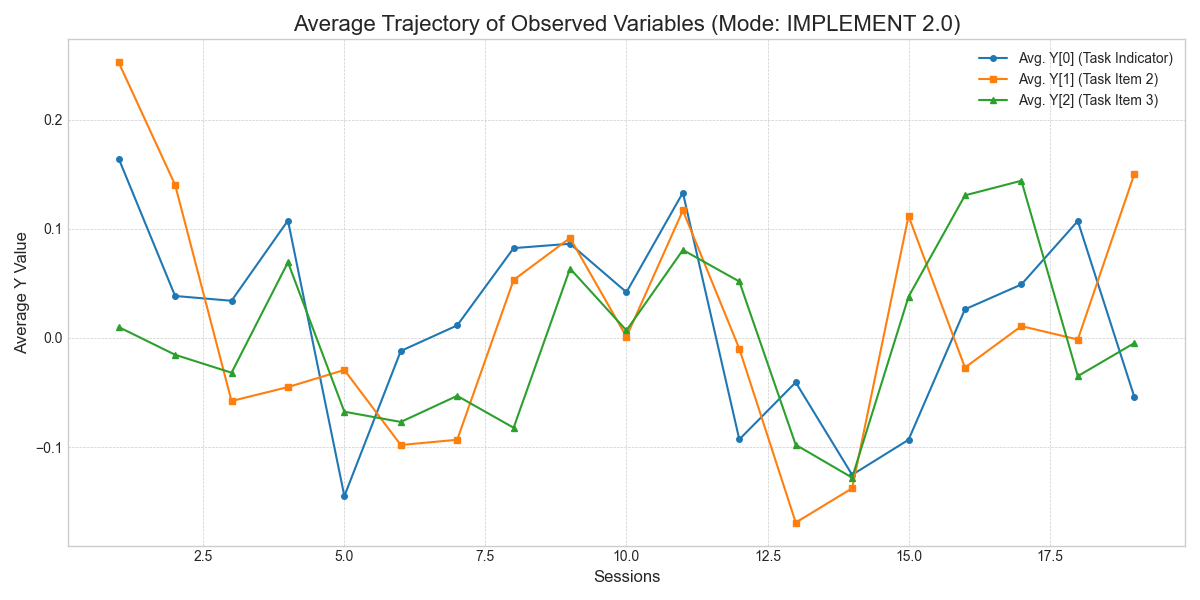 Average Trajectory of Observed Variables (Mode: IMPLEMENT 2.0)
Avg. Y[0] (Task Indicator)
Avg. Y[1] (Task Item 2)
Avg. Y[2] (Task Item 3)
Average Y Value
0.2
0.1
0.0
−0.1
2.5 5.0 7.5 10.0 12.5 15.0 17.5
Sessions